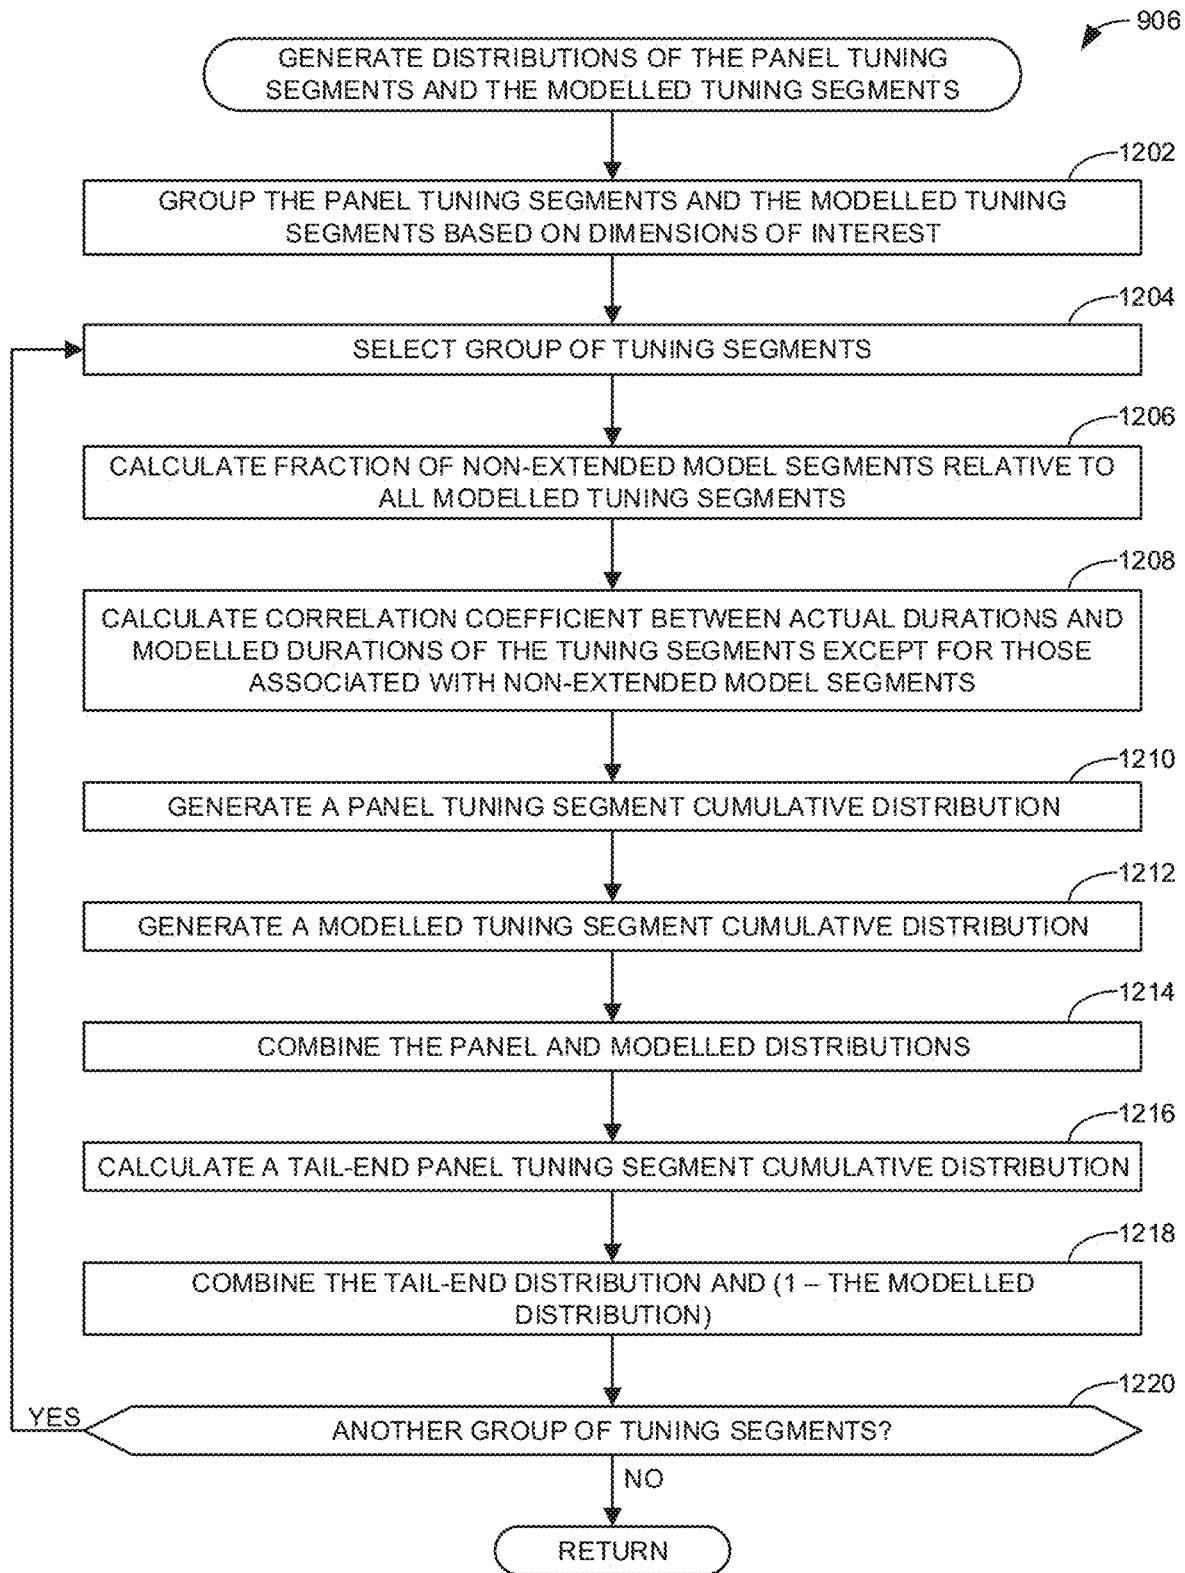 906
GENERATE DISTRIBUTIONS OF THE PANEL TUNING
SEGMENTS AND THE MODELLED TUNING SEGMENTS
1202
GROUP THE PANEL TUNING SEGMENTS AND THE MODELLED TUNING
SEGMENTS BASED ON DIMENSIONS OF INTEREST
1204
SELECT GROUP OF TUNING SEGMENTS
1206
CALCULATE FRACTION OF NON-EXTENDED MODEL SEGMENTS RELATIVE TO
ALL MODELLED TUNING SEGMENTS
1208
CALCULATE CORRELATION COEFFICIENT BETWEEN ACTUAL DURATIONS AND
MODELLED DURATIONS OF THE TUNING SEGMENTS EXCEPT FOR THOSE
ASSOCIATED WITH NON-EXTENDED MODEL SEGMENTS
1210
GENERATE A PANEL TUNING SEGMENT CUMULATIVE DISTRIBUTION
1212
GENERATE A MODELLED TUNING SEGMENT CUMULATIVE DISTRIBUTION
1214
COMBINE THE PANEL AND MODELLED DISTRIBUTIONS
1216
CALCULATE A TAIL-END PANEL TUNING SEGMENT CUMULATIVE DISTRIBUTION
1218
COMBINE THE TAIL-END DISTRIBUTION AND (1 – THE MODELLED
DISTRIBUTION)
1220
YES
ANOTHER GROUP OF TUNING SEGMENTS?
NO
RETURN